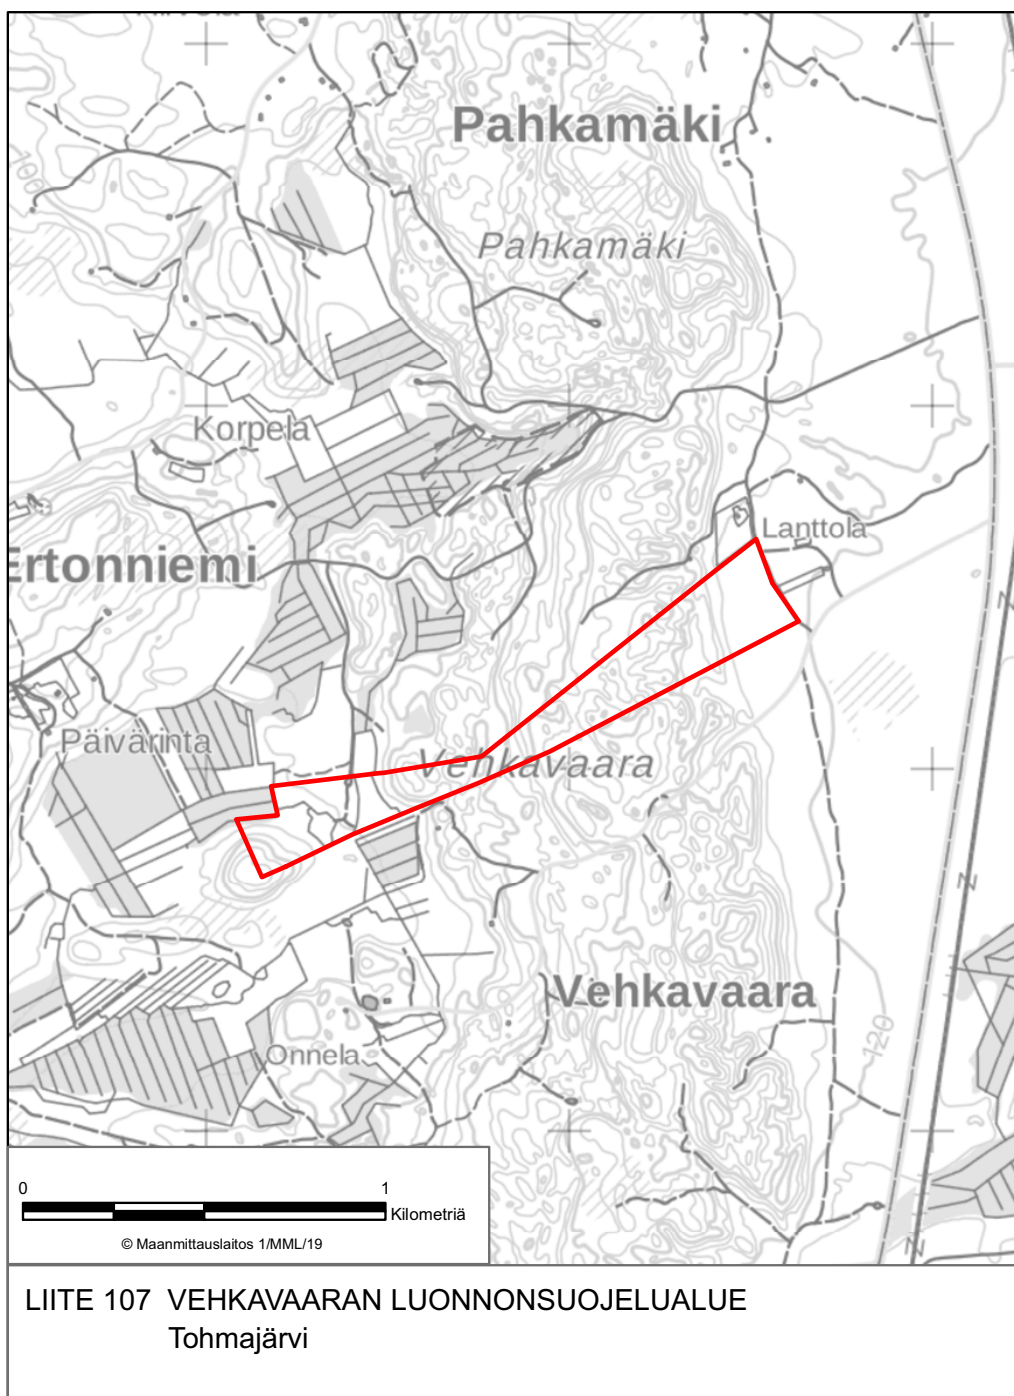 Pahkamäki
Pahkamäki
100
Korpela
Lanttola
Ertonniemi
Päivärinta
Vehkavaara
Vehkavaara
120
Onnela
0 1
Kilometriä
© Maanmittauslaitos 1/MML/19
LIITE 107 VEHKAVAARAN LUONNONSUOJELUALUE
Tohmajärvi